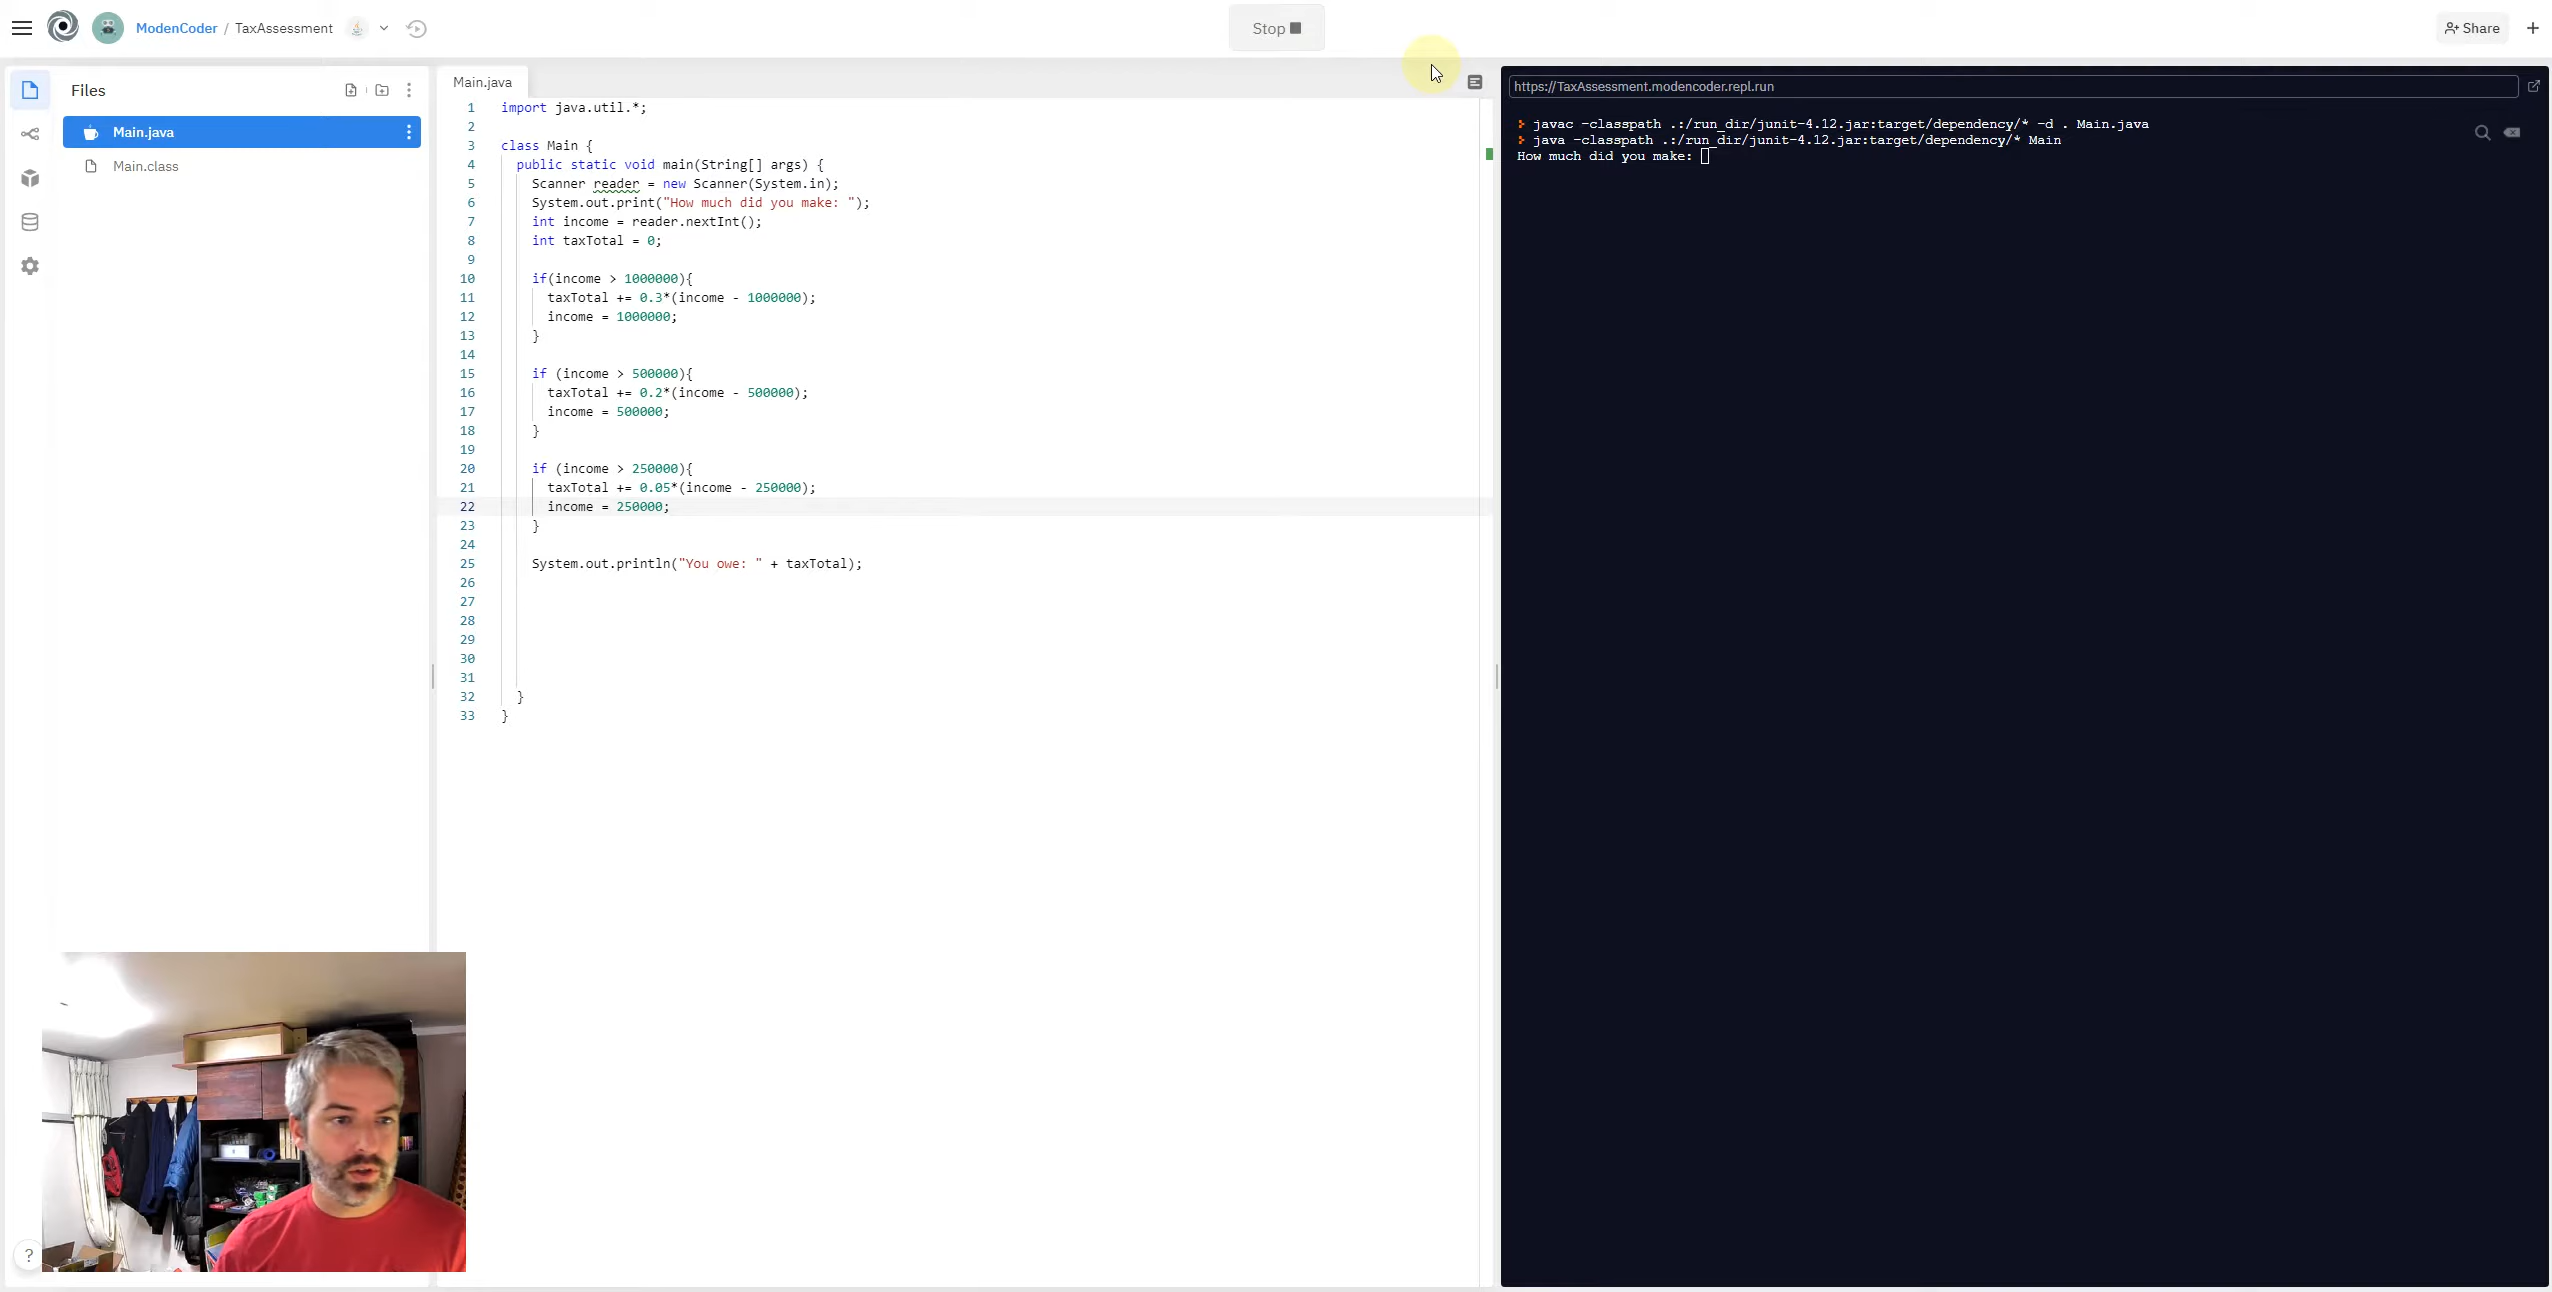 ModenCoder / TaxAssessment
Stop
Share
Files
Main.java
Main.class
Main.java
1 import java.util.*;
2
3 class Main {
4 public static void main(String[] args) {
5 Scanner reader = new Scanner(System.in);
6 System.out.print("How much did you make: ");
7 int income = reader.nextInt();
8 int taxTotal = 0;
9
10 if(income > 1000000){
11 taxTotal += 0.3*(income - 1000000);
12 income = 1000000;
13 }
14
15 if (income > 500000){
16 taxTotal += 0.2*(income - 500000);
17 income = 500000;
18 }
19
20 if (income > 250000){
21 taxTotal += 0.05*(income - 250000);
22 income = 250000;
23 }
24
25 System.out.println("You owe: " + taxTotal);
26
27
28
29
30
31
32 }
33 }
https://TaxAssessment.modencoder.repl.run
javac -classpath .:/run_dir/junit-4.12.jar:target/dependency/* -d . Main.java
java -classpath .:/run_dir/junit-4.12.jar:target/dependency/* Main
How much did you make:
?